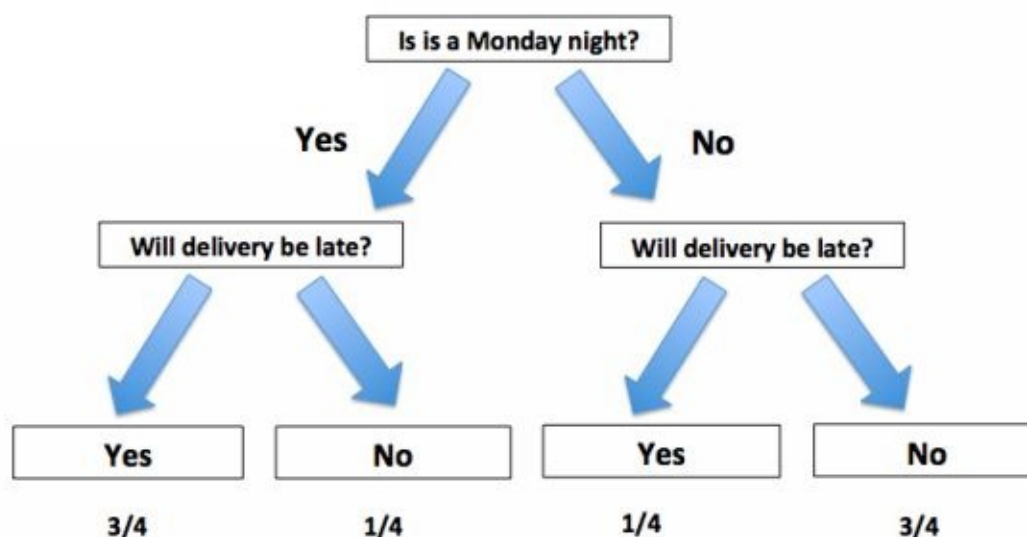 Is is a Monday night?
Yes
No
Will delivery be late?
Will delivery be late?
Yes
No
Yes
No
3/4
1/4
1/4
3/4